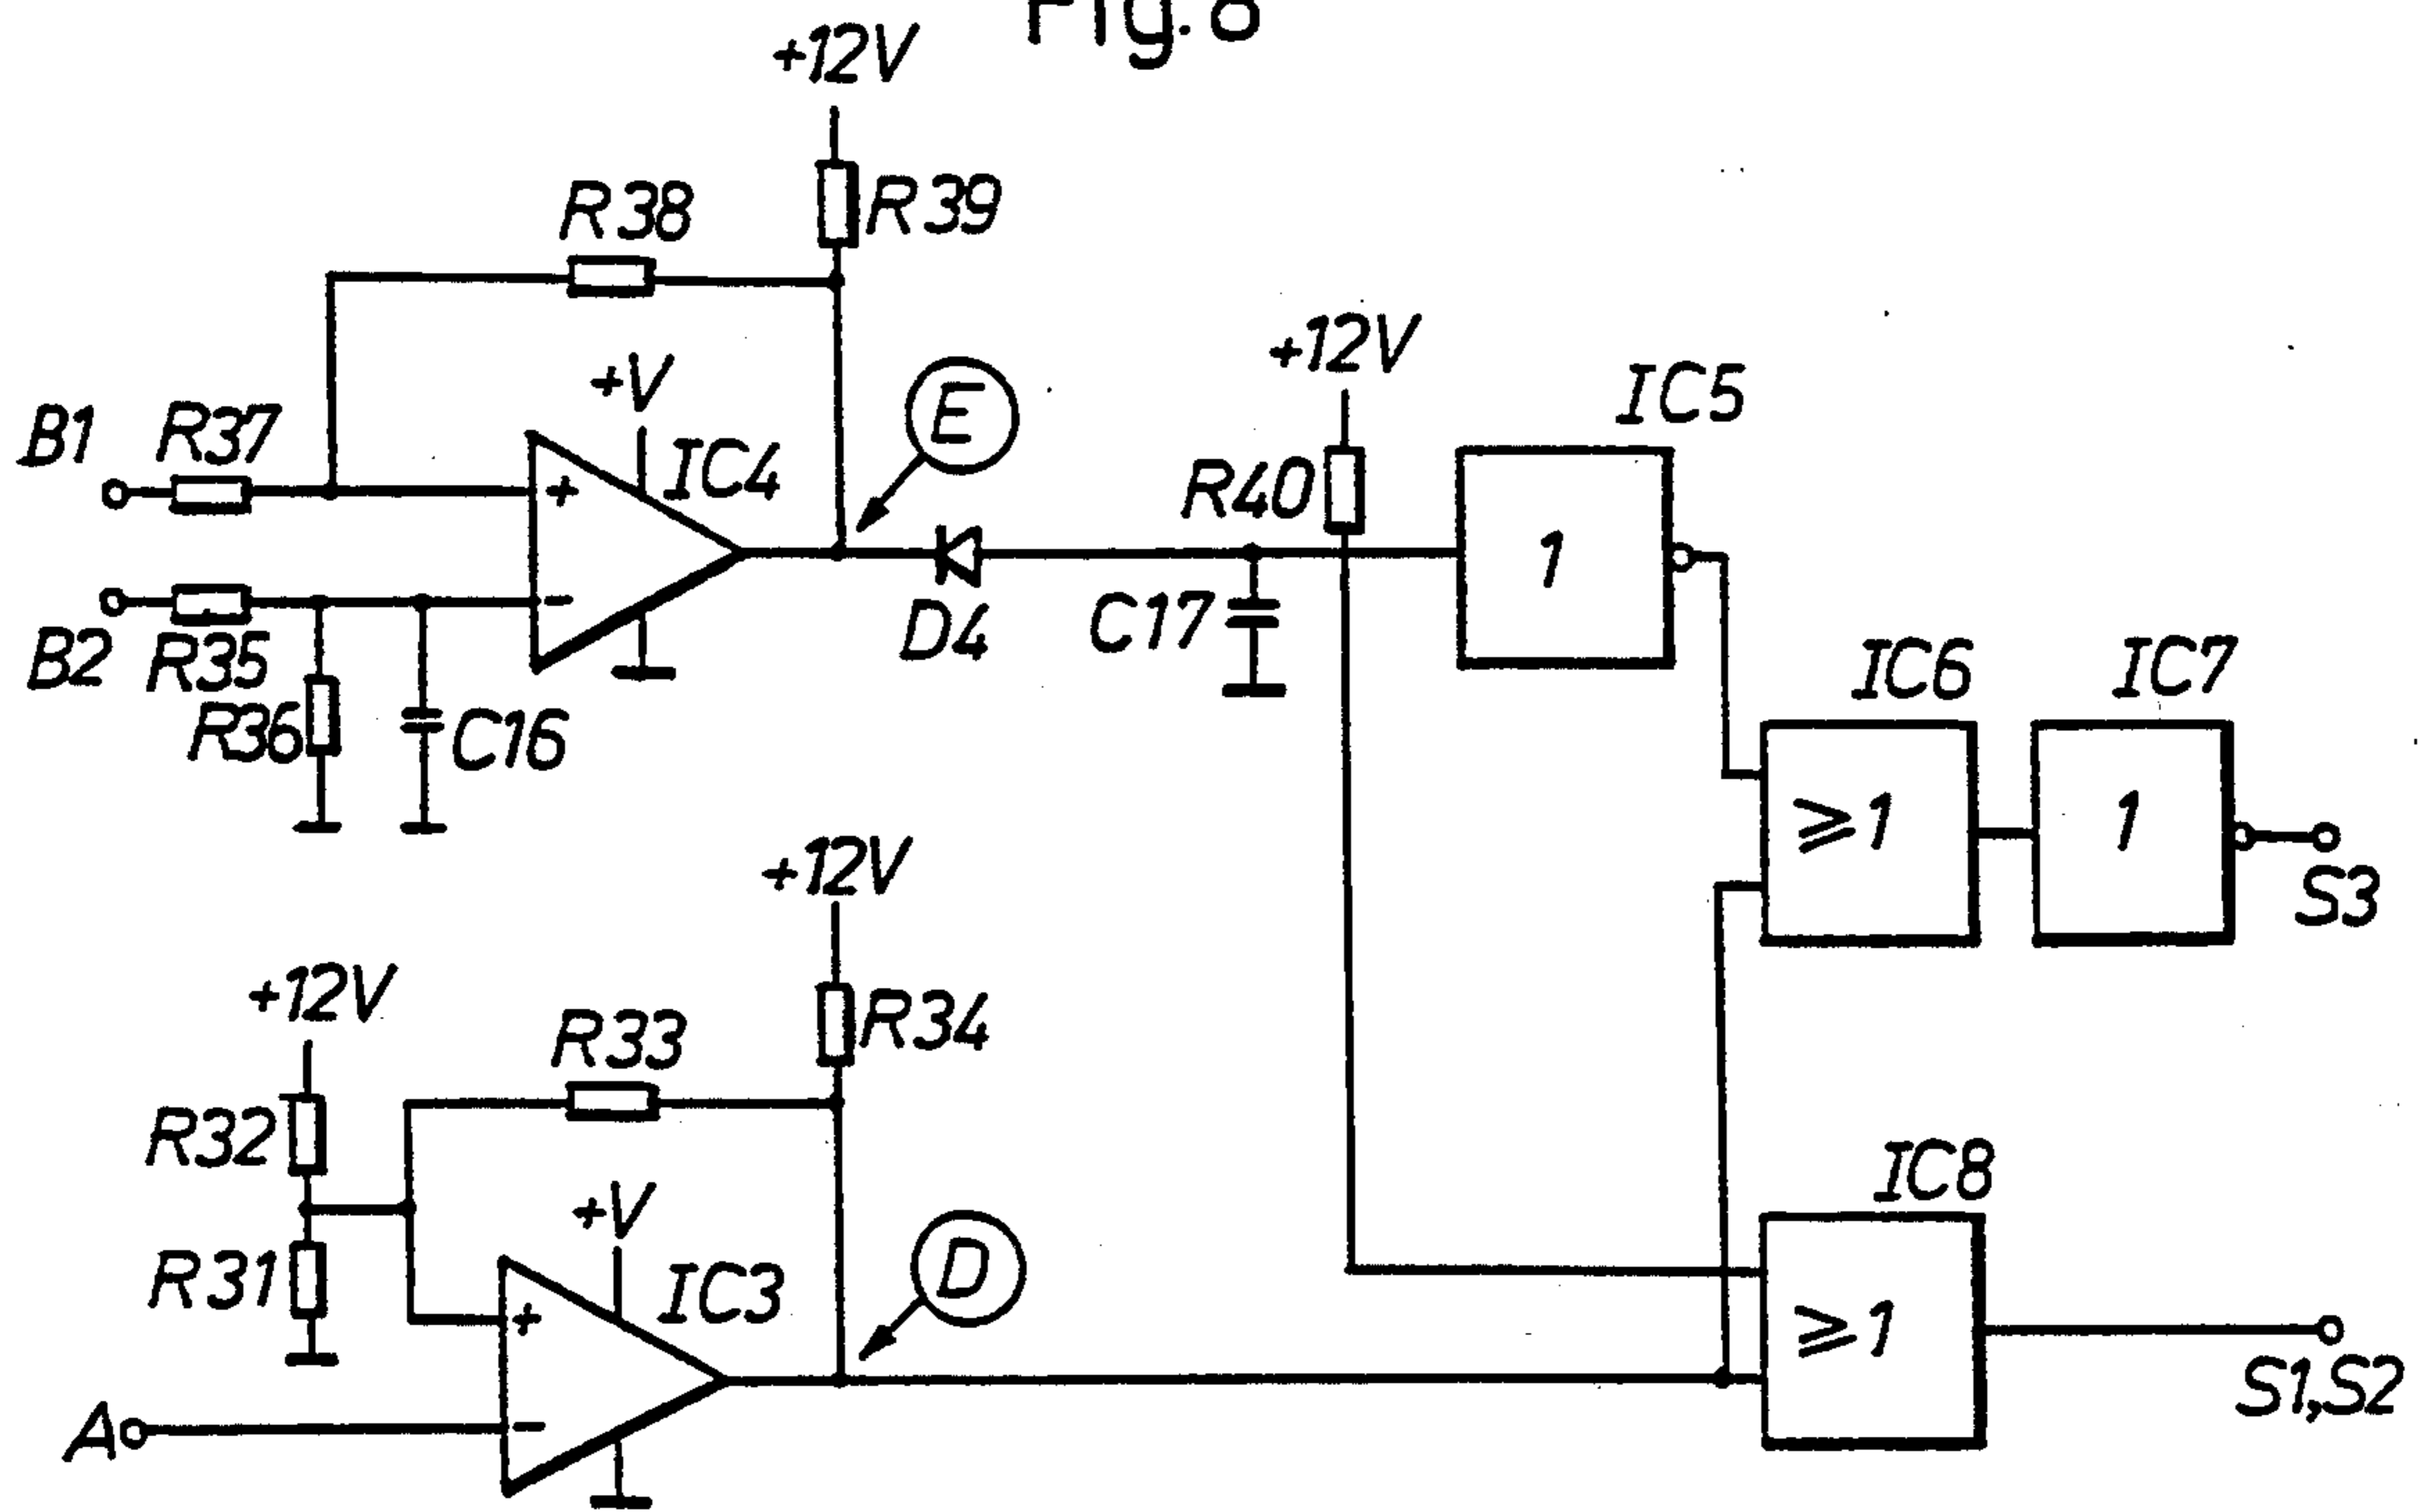 Fig.8
+12V
R38
R39
+V
+12V
IC5
B1
R37
IC4
E
R40
+
1
-
D4
C17
B2
R35
IC6
IC7
R36
C16
≥1
1
+12V
S3
+12V
R33
R34
R32
IC8
+V
D
R31
IC3
+
≥1
A
-
S1,S2